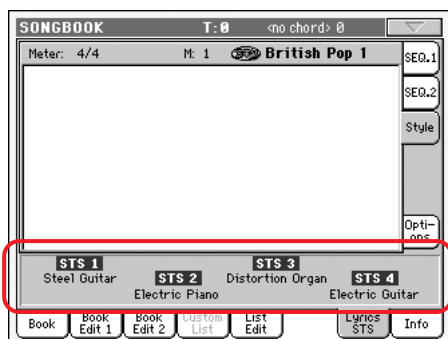 SONGBOOK T:0 <no chord> 0
Meter: 4/4 M: 1 British Pop 1
SEQ.1
SEQ.2
Style
Opti-
ons
STS 1 STS 3
Steel Guitar STS 2 Distortion Organ STS 4
Electric Piano Electric Guitar
Book Book Edit 1 Book Edit 2 Custom List List Edit Lyrics STS Info